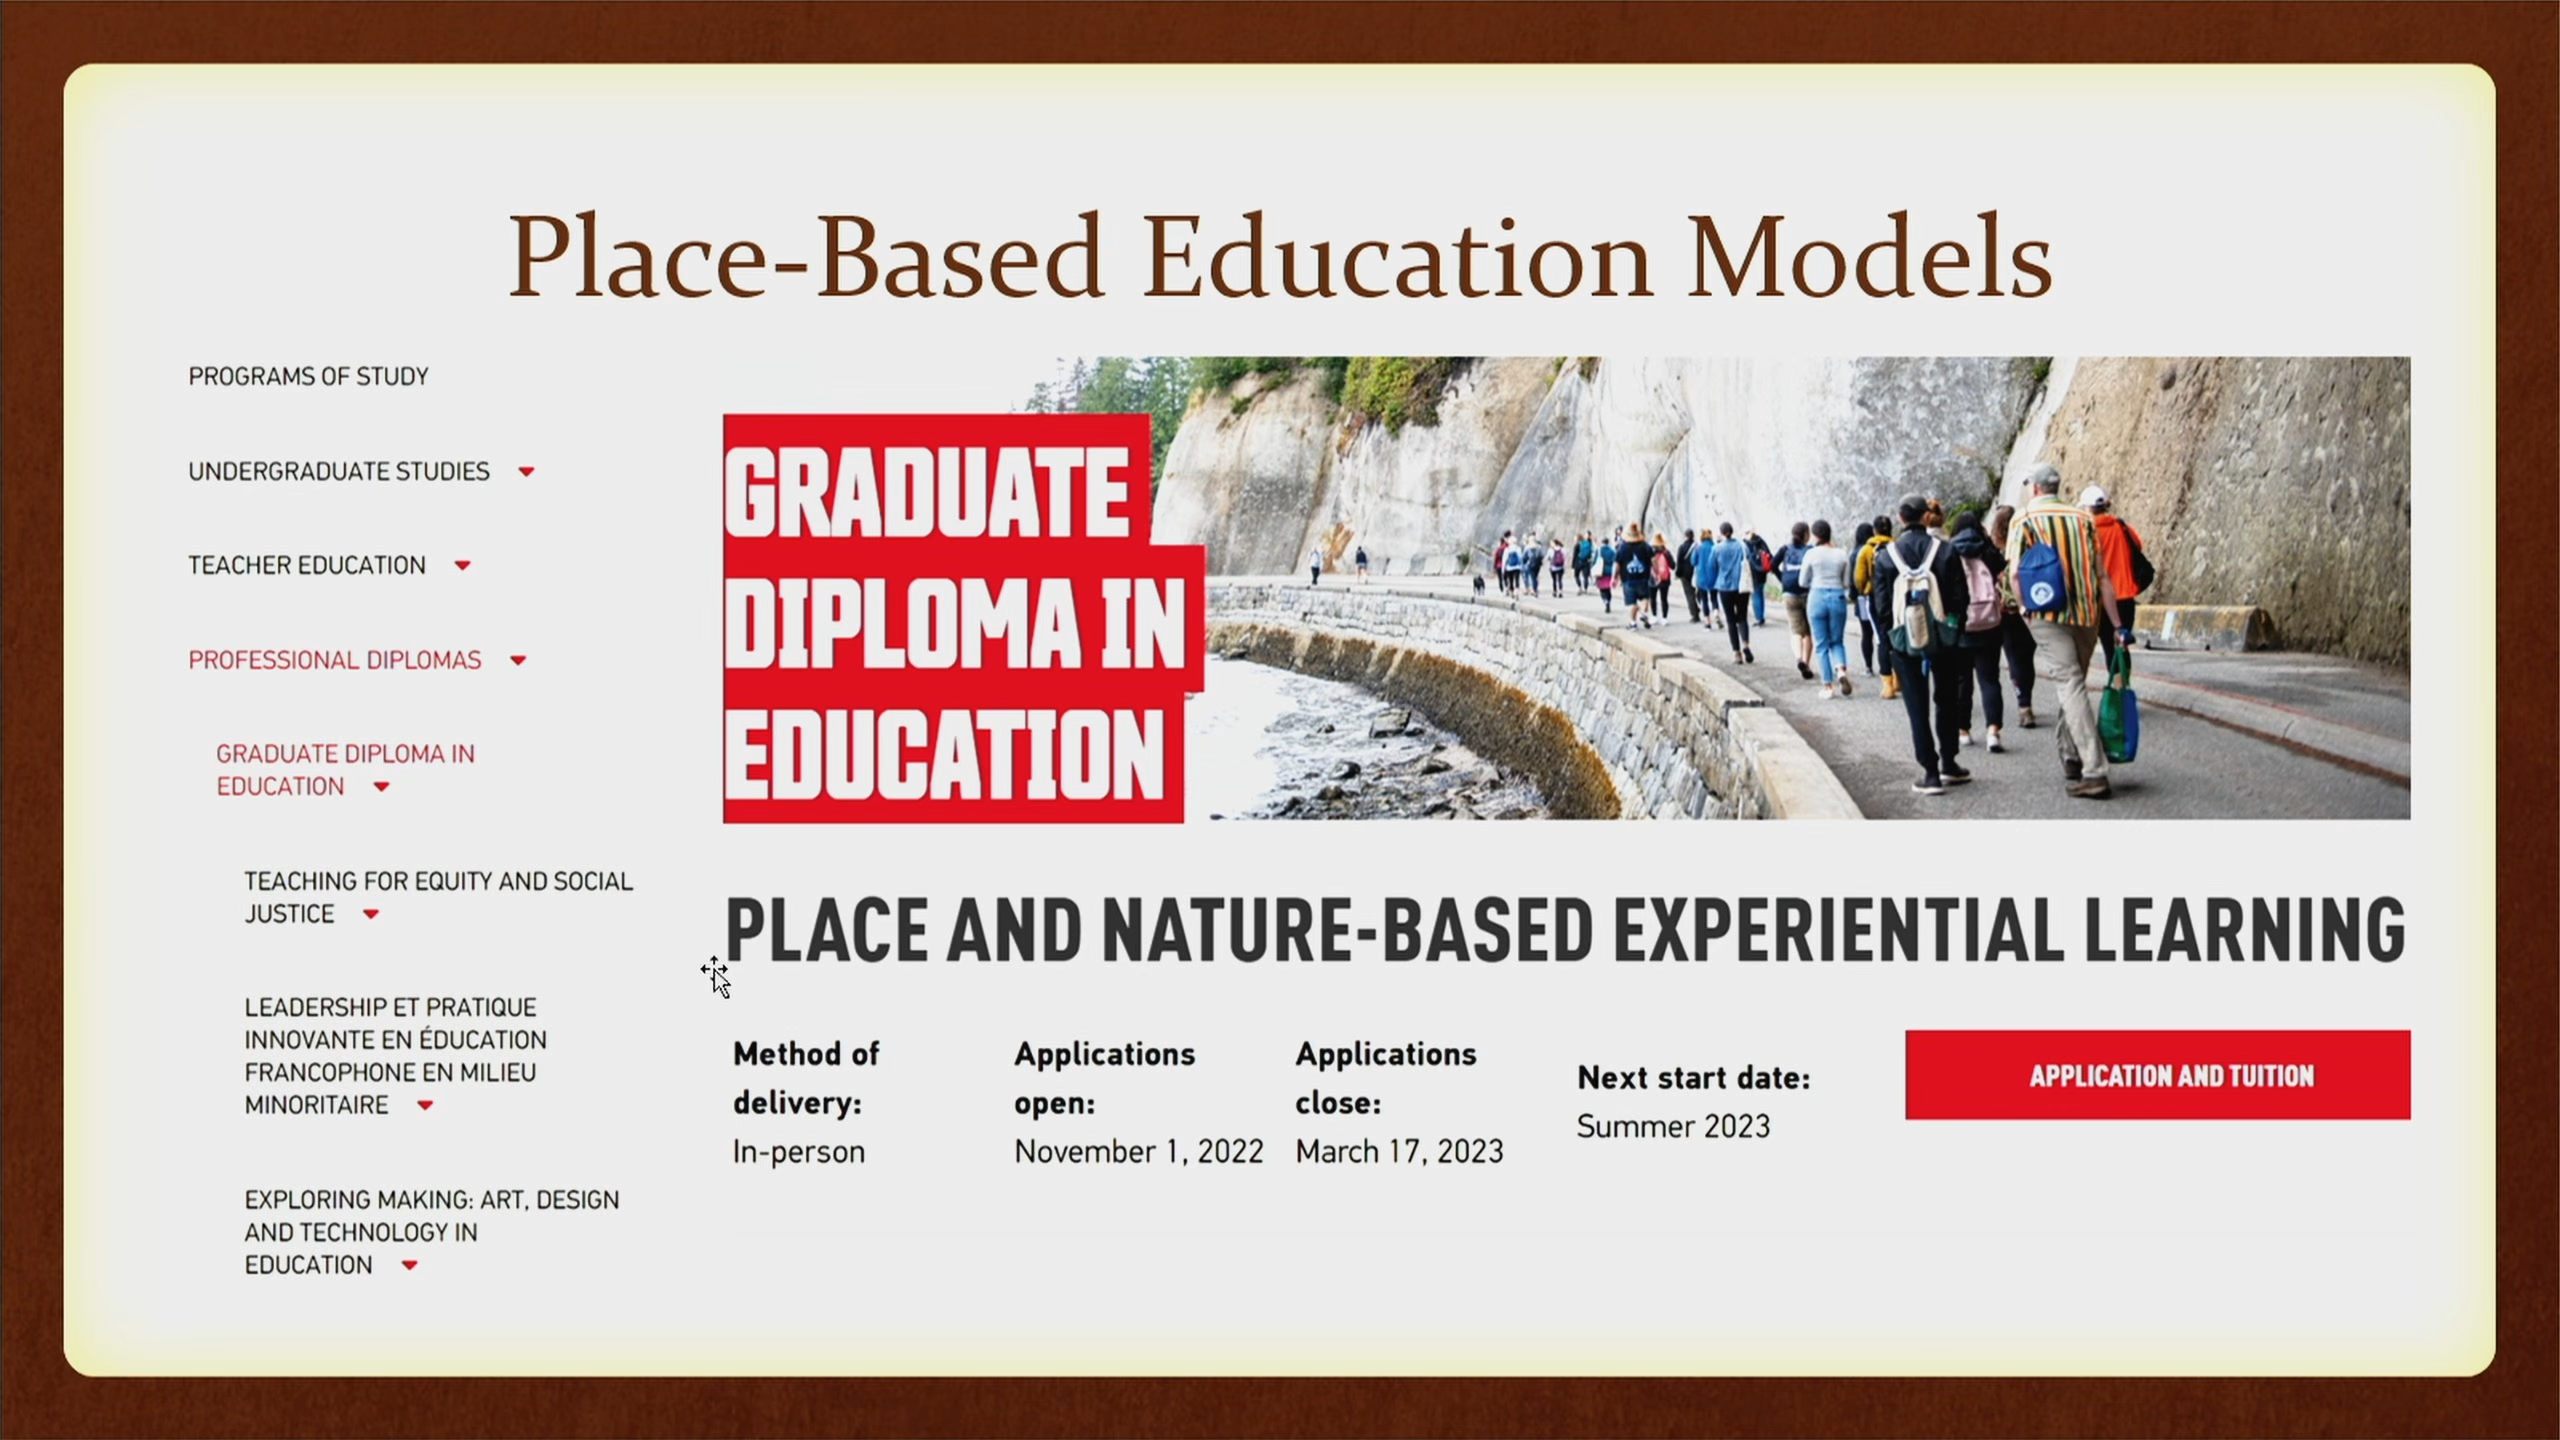 Place-Based Education Models
PROGRAMS OF STUDY
UNDERGRADUATE STUDIES
TEACHER EDUCATION
PROFESSIONAL DIPLOMAS
GRADUATE DIPLOMA IN
EDUCATION
TEACHING FOR EQUITY AND SOCIAL
JUSTICE
LEADERSHIP ET PRATIQUE
INNOVANTE EN ÉDUCATION
FRANCOPHONE EN MILIEU
MINORITAIRE
EXPLORING MAKING: ART, DESIGN
AND TECHNOLOGY IN
EDUCATION
GRADUATE
DIPLOMA IN
EDUCATION
PLACE AND NATURE-BASED EXPERIENTIAL LEARNING
Method of
delivery:
In-person
Applications
open:
November 1, 2022
Applications
close:
March 17, 2023
Next start date:
Summer 2023
APPLICATION AND TUITION